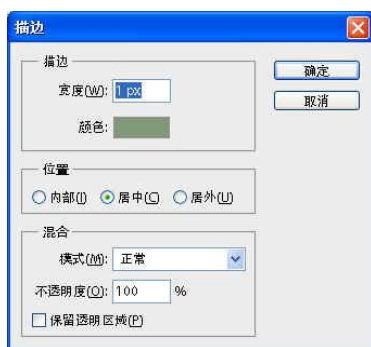 描边
描边
宽度(W): 1 px
颜色:
确定
取消
位置
内部(I) 居中(C) 居外(U)
混合
模式(M): 正常
不透明度(O): 100 %
保留透明区域(P)